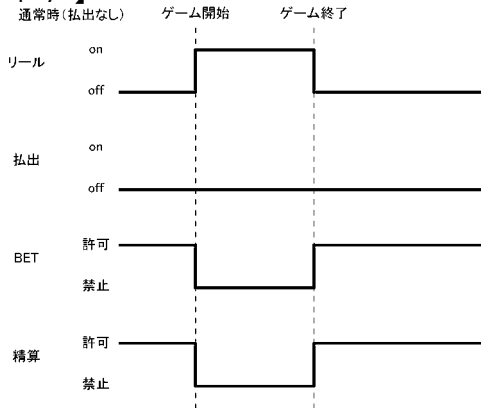 通常時(払出なし) ゲーム開始 ゲーム終了
リール on
off
払出 on
off
BET 許可
禁止
精算 許可
禁止